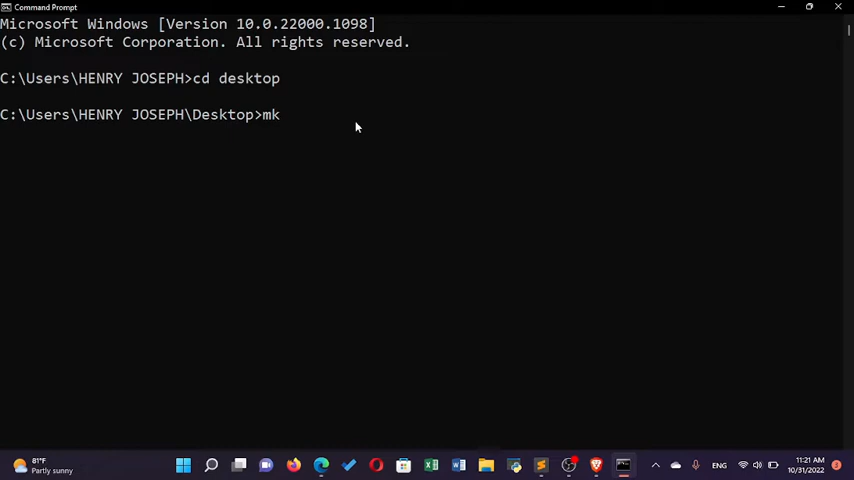 Command Prompt
Microsoft Windows [Version 10.0.22000.1098]
(c) Microsoft Corporation. All rights reserved.
C:\Users\HENRY JOSEPH>cd desktop
C:\Users\HENRY JOSEPH\Desktop>mk
81°F
Partly sunny
ENG
11:21 AM
10/31/2022